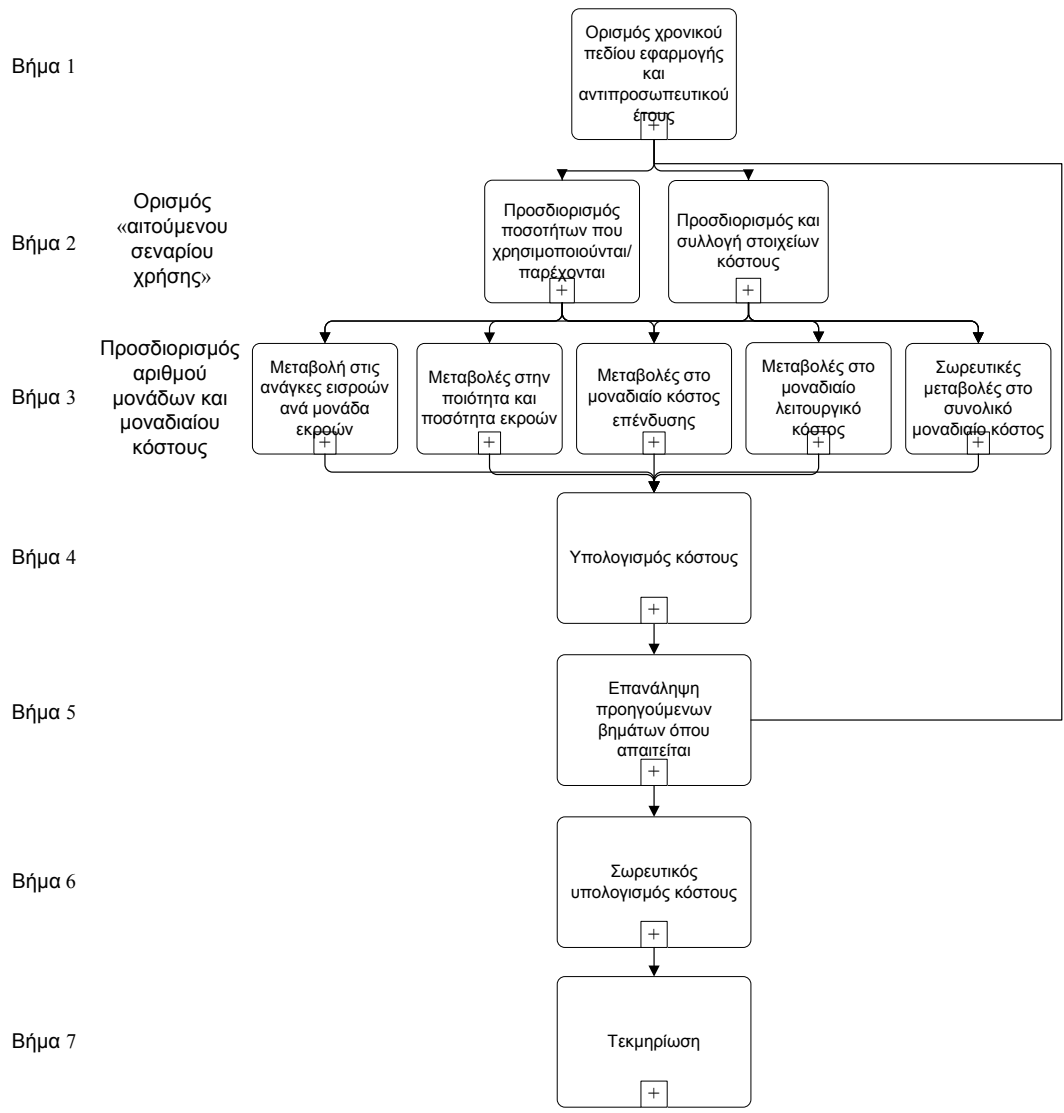 Βήμα 1
Ορισμός χρονικού
πεδίου εφαρμογής
και
αντιπροσωπευτικού
έτους
+
Βήμα 2
Ορισμός
«αιτούμενου
σεναρίου
χρήσης»
Προσδιορισμός
ποσοτήτων που
χρησιμοποιούνται/
παρέχονται
+
Προσδιορισμός και
συλλογή στοιχείων
κόστους
+
Βήμα 3
Προσδιορισμός
αριθμού
μονάδων και
μοναδιαίου
κόστους
Μεταβολή στις
ανάγκες εισροών
ανά μονάδα
εκροών
+
Μεταβολές στην
ποιότητα και
ποσότητα εκροών
+
Μεταβολές στο
μοναδιαίο κόστος
επένδυσης
+
Μεταβολές στο
μοναδιαίο
λειτουργικό
κόστος
+
Σωρευτικές
μεταβολές στο
συνολικό
μοναδιαίο κόστος
+
Βήμα 4
Υπολογισμός κόστους
+
Βήμα 5
Επανάληψη
προηγούμενων
βημάτων όπου
απαιτείται
+
Βήμα 6
Σωρευτικός
υπολογισμός κόστους
+
Βήμα 7
Τεκμηρίωση
+